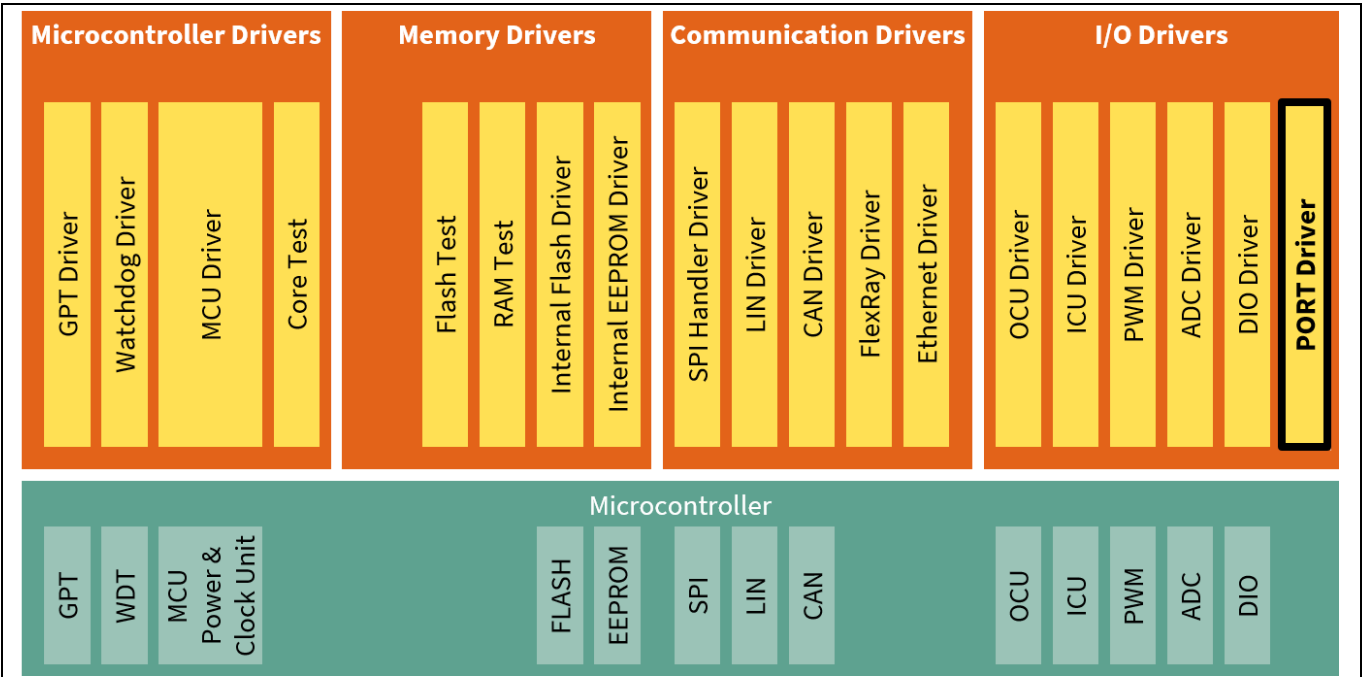 Microcontroller Drivers
Memory Drivers
Communication Drivers
I/O Drivers
GPT Driver
Watchdog Driver
MCU Driver
Core Test
Flash Test
RAM Test
Internal Flash Driver
Internal EEPROM Driver
SPI Handler Driver
LIN Driver
CAN Driver
FlexRay Driver
Ethernet Driver
OCU Driver
ICU Driver
PWM Driver
ADC Driver
DIO Driver
PORT Driver
Microcontroller
GPT
WDT
MCU
Power &
Clock Unit
FLASH
EEPROM
SPI
LIN
CAN
OCU
ICU
PWM
ADC
DIO